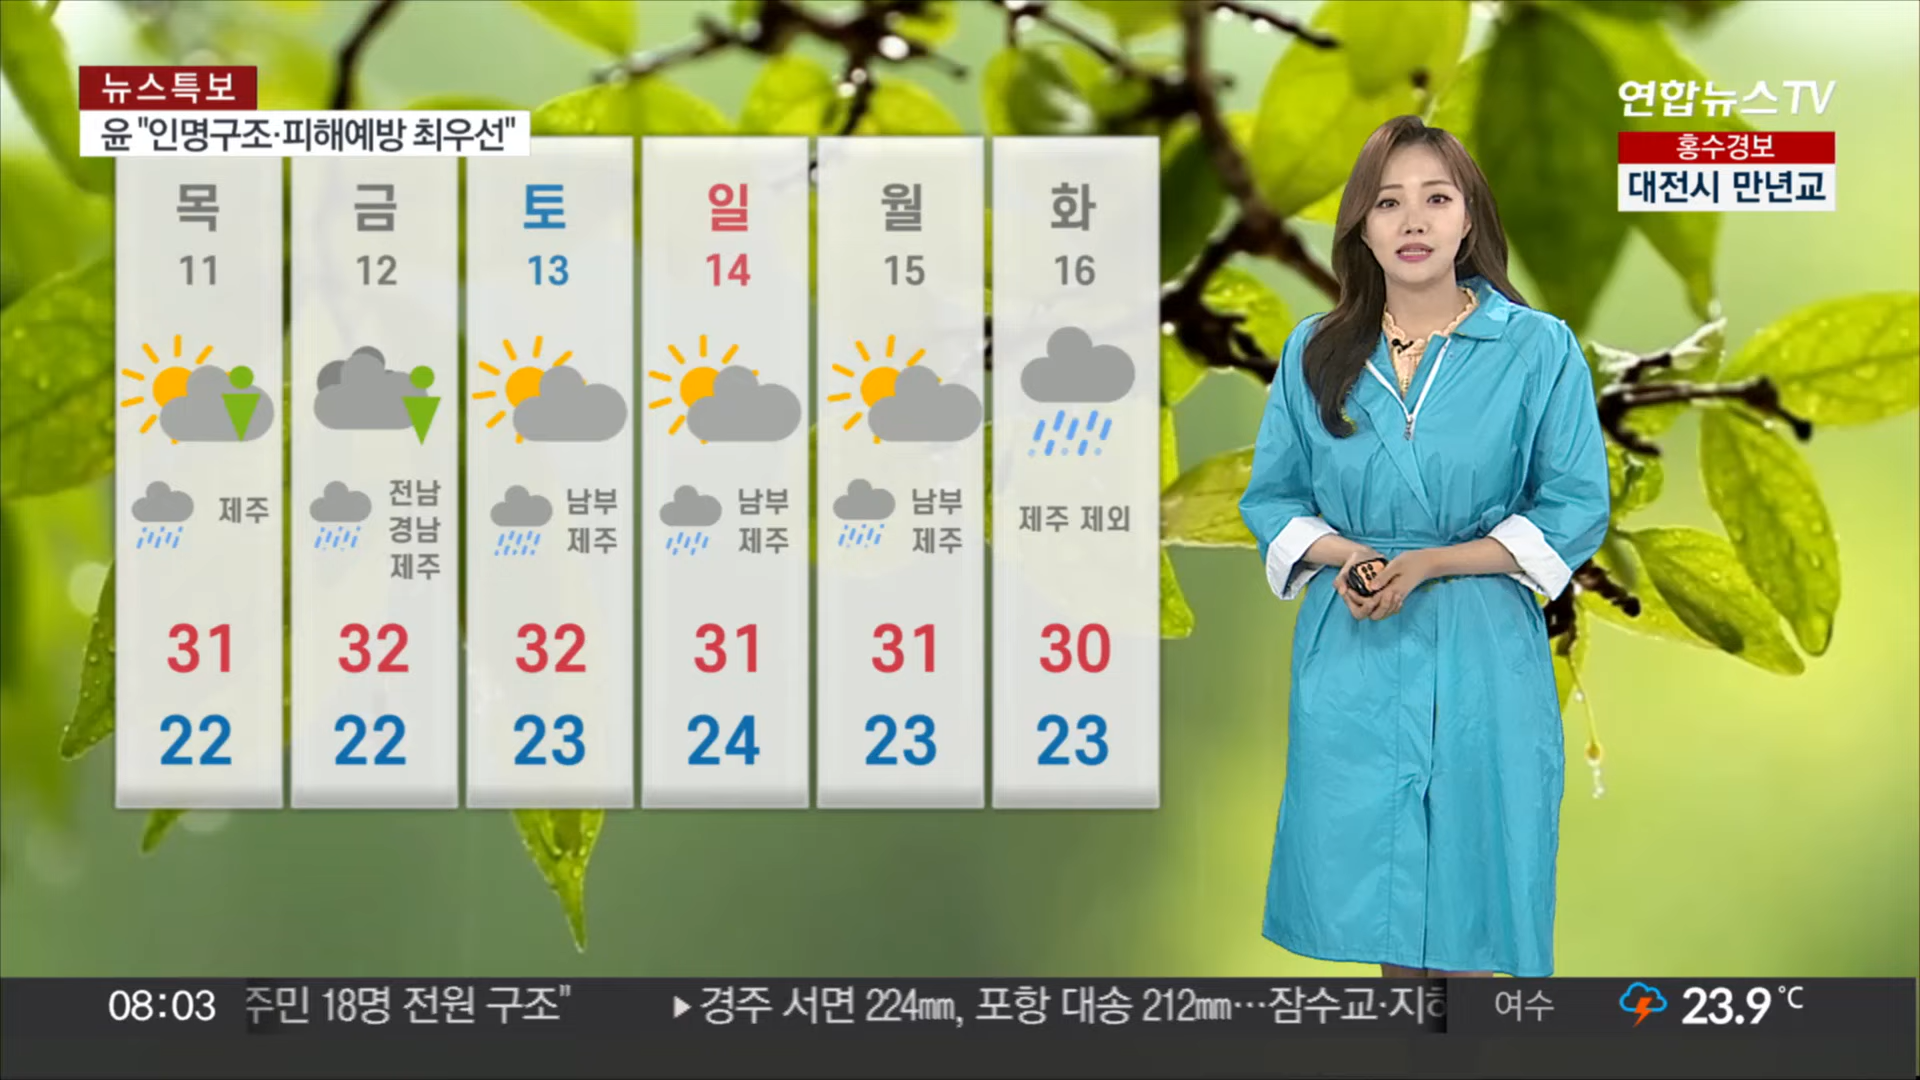 뉴스특보
윤 "인명구조·피해예방 최우선"
연합뉴스TV
홍수경보
대전시 만년교
목 금 토 일 월 화
11 12 13 14 15 16
제주
전남
경남
제주
남부
제주
남부
제주
남부
제주
제주 제외
31 32 32 31 31 30
22 22 23 24 23 23
08:03 주민 18명 전원 구조" ▶경주 서면 224㎜, 포항 대송 212㎜…잠수교·지하 여수 23.9℃